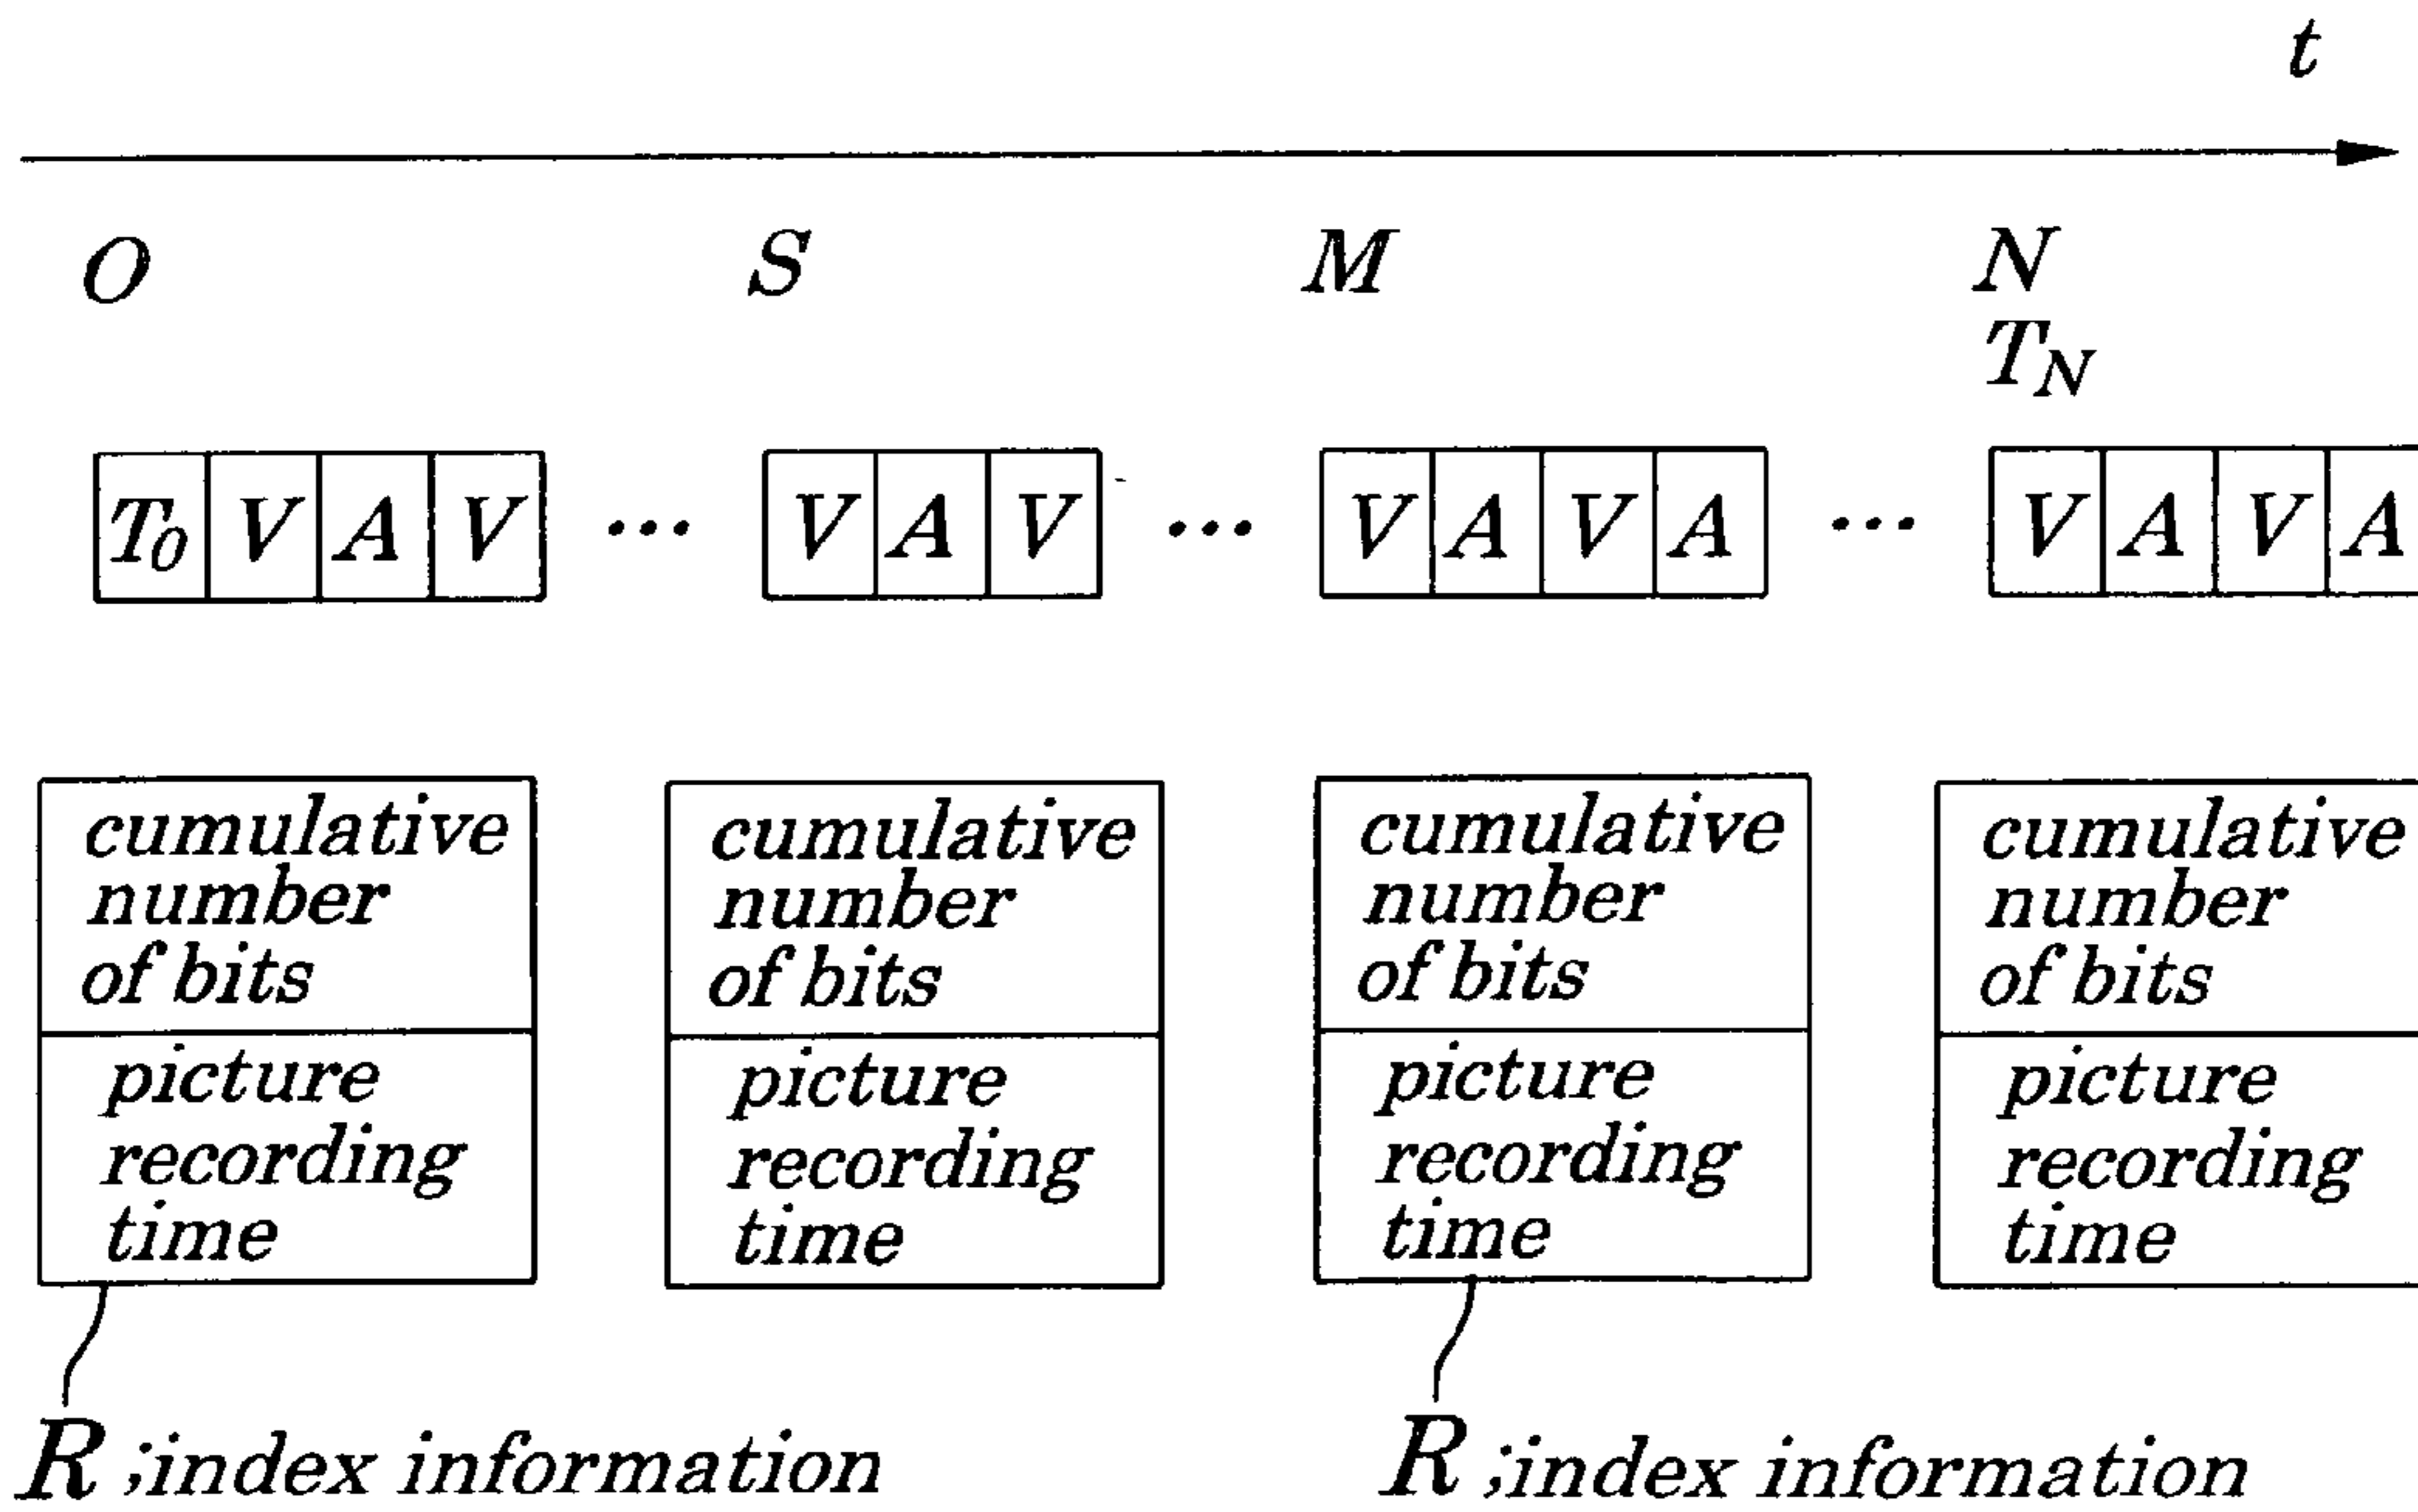 t
O S M N
T_N
T_0 V A V ... V A V ... V A V A ... V A V A
cumulative
number
of bits
picture
recording
time
cumulative
number
of bits
picture
recording
time
cumulative
number
of bits
picture
recording
time
cumulative
number
of bits
picture
recording
time
R ;index information
R ;index information